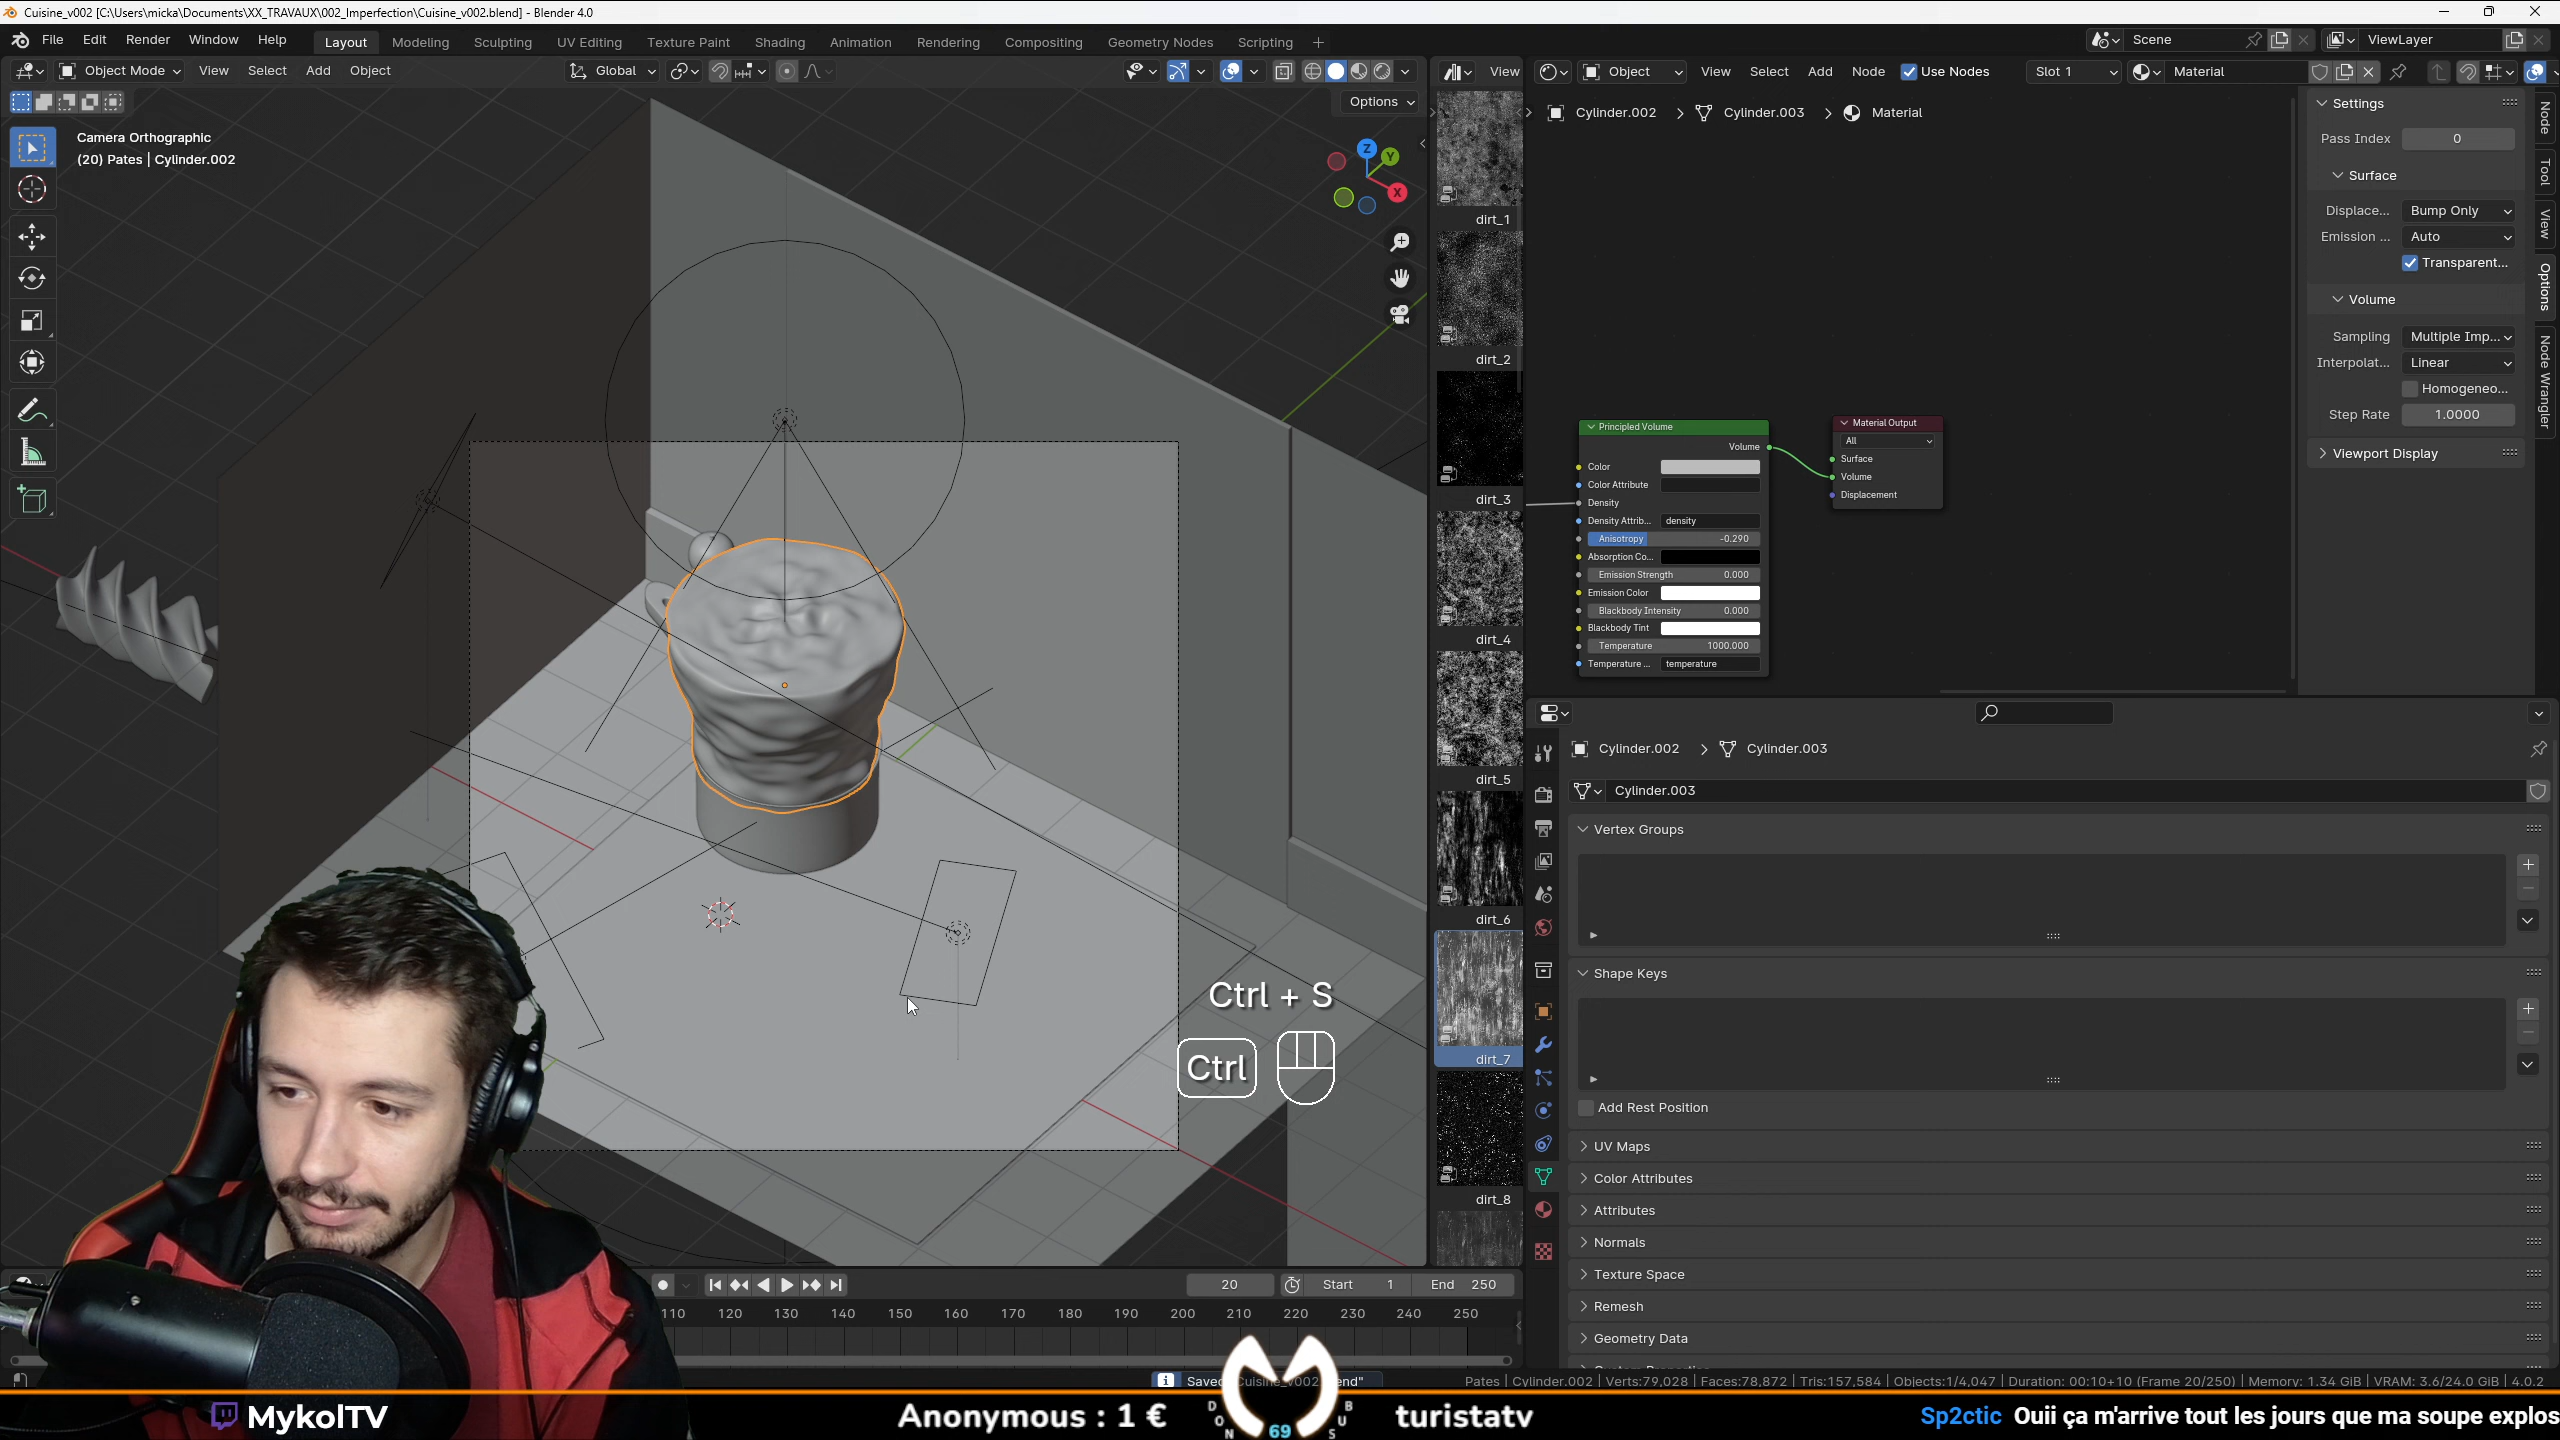 Cuisine_v002 [C:\Users\micka\Documents\XX_TRAVAUX\002_Imperfection\Cuisine_v002.blend] - Blender 4.0
File Edit Render Window Help Layout Modeling Sculpting UV Editing Texture Paint Shading Animation Rendering Compositing Geometry Nodes Scripting +
Scene
ViewLayer
Object Mode View Select Add Object Global
View
Object View Select Add Node Use Nodes Slot 1 Material
Options
Camera Orthographic
(20) Pates | Cylinder.002
Z
Y
X
dirt_1
dirt_2
dirt_3
dirt_4
dirt_5
dirt_6
dirt_7
dirt_8
Cylinder.002 > Cylinder.003 > Material
Principled Volume
Volume
Color
Color Attribute
Density
Density Attrib... density
Anisotropy -0.290
Absorption Co...
Emission Strength 0.000
Emission Color
Blackbody Intensity 0.000
Blackbody Tint
Temperature 1000.000
Temperature ... temperature
Material Output
All
Surface
Volume
Displacement
Settings
Pass Index 0
Surface
Displace... Bump Only
Emission ... Auto
Transparent...
Volume
Sampling Multiple Imp...
Interpolat... Linear
Homogeneo...
Step Rate 1.0000
Viewport Display
Node
Tool
View
Options
Node Wrangler
Cylinder.002 > Cylinder.003
Cylinder.003
Vertex Groups
Shape Keys
Add Rest Position
UV Maps
Color Attributes
Attributes
Normals
Texture Space
Remesh
Geometry Data
Ctrl + S
Ctrl
20 Start 1 End 250
110 120 130 140 150 160 170 180 190 200 210 220 230 240 250
Saved "Cuisine_v002.blend"
Pates | Cylinder.002 | Verts:79,028 | Faces:78,872 | Tris:157,584 | Objects:1/4,047 | Duration: 00:10+10 (Frame 20/250) | Memory: 1.34 GiB | VRAM: 3.6/24.0 GiB | 4.0.2
MykolTV
Anonymous : 1 €
DON
69
BUS
turistatv
Sp2ctic Ouii ça m'arrive tout les jours que ma soupe explos